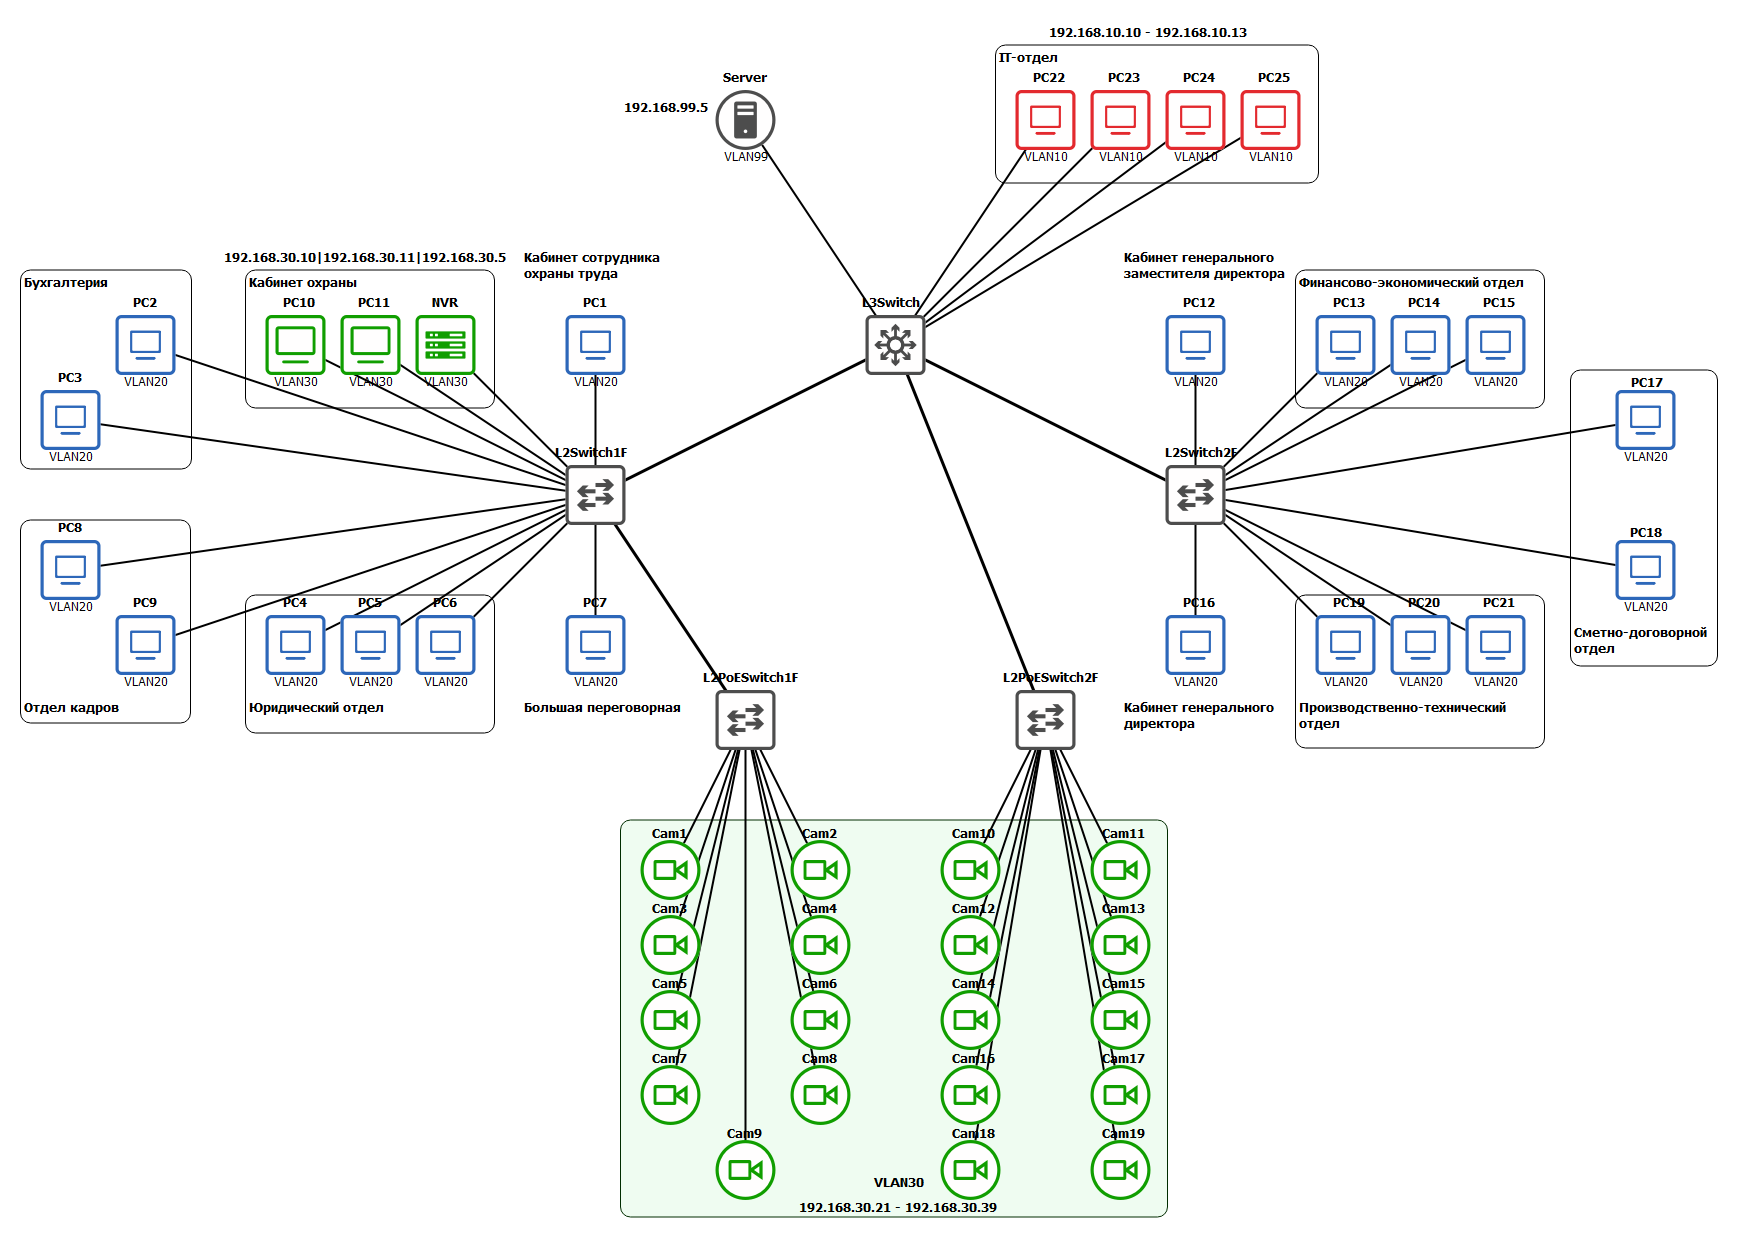 192.168.10.10 - 192.168.10.13
IT-отдел
PC22
PC23
PC24
PC25
VLAN10
VLAN10
VLAN10
VLAN10
Server
192.168.99.5
VLAN99
192.168.30.10|192.168.30.11|192.168.30.5
Кабинет охраны
PC10
PC11
NVR
VLAN30
VLAN30
VLAN30
Бухгалтерия
PC2
VLAN20
PC3
VLAN20
Кабинет сотрудника
охраны труда
PC1
VLAN20
L3Switch
Кабинет генерального
заместителя директора
PC12
VLAN20
Финансово-экономический отдел
PC13
PC14
PC15
VLAN20
VLAN20
VLAN20
PC17
VLAN20
PC18
VLAN20
Сметно-договорной
отдел
L2Switch1F
L2Switch2F
PC8
VLAN20
PC9
VLAN20
Отдел кадров
PC4
PC5
PC6
VLAN20
VLAN20
VLAN20
Юридический отдел
PC7
VLAN20
Большая переговорная
L2PoESwitch1F
L2PoESwitch2F
PC16
VLAN20
Кабинет генерального
директора
PC19
PC20
PC21
VLAN20
VLAN20
VLAN20
Производственно-технический
отдел
Cam1
Cam2
Cam10
Cam11
Cam3
Cam4
Cam12
Cam13
Cam5
Cam6
Cam14
Cam15
Cam7
Cam8
Cam16
Cam17
Cam9
Cam18
Cam19
VLAN30
192.168.30.21 - 192.168.30.39